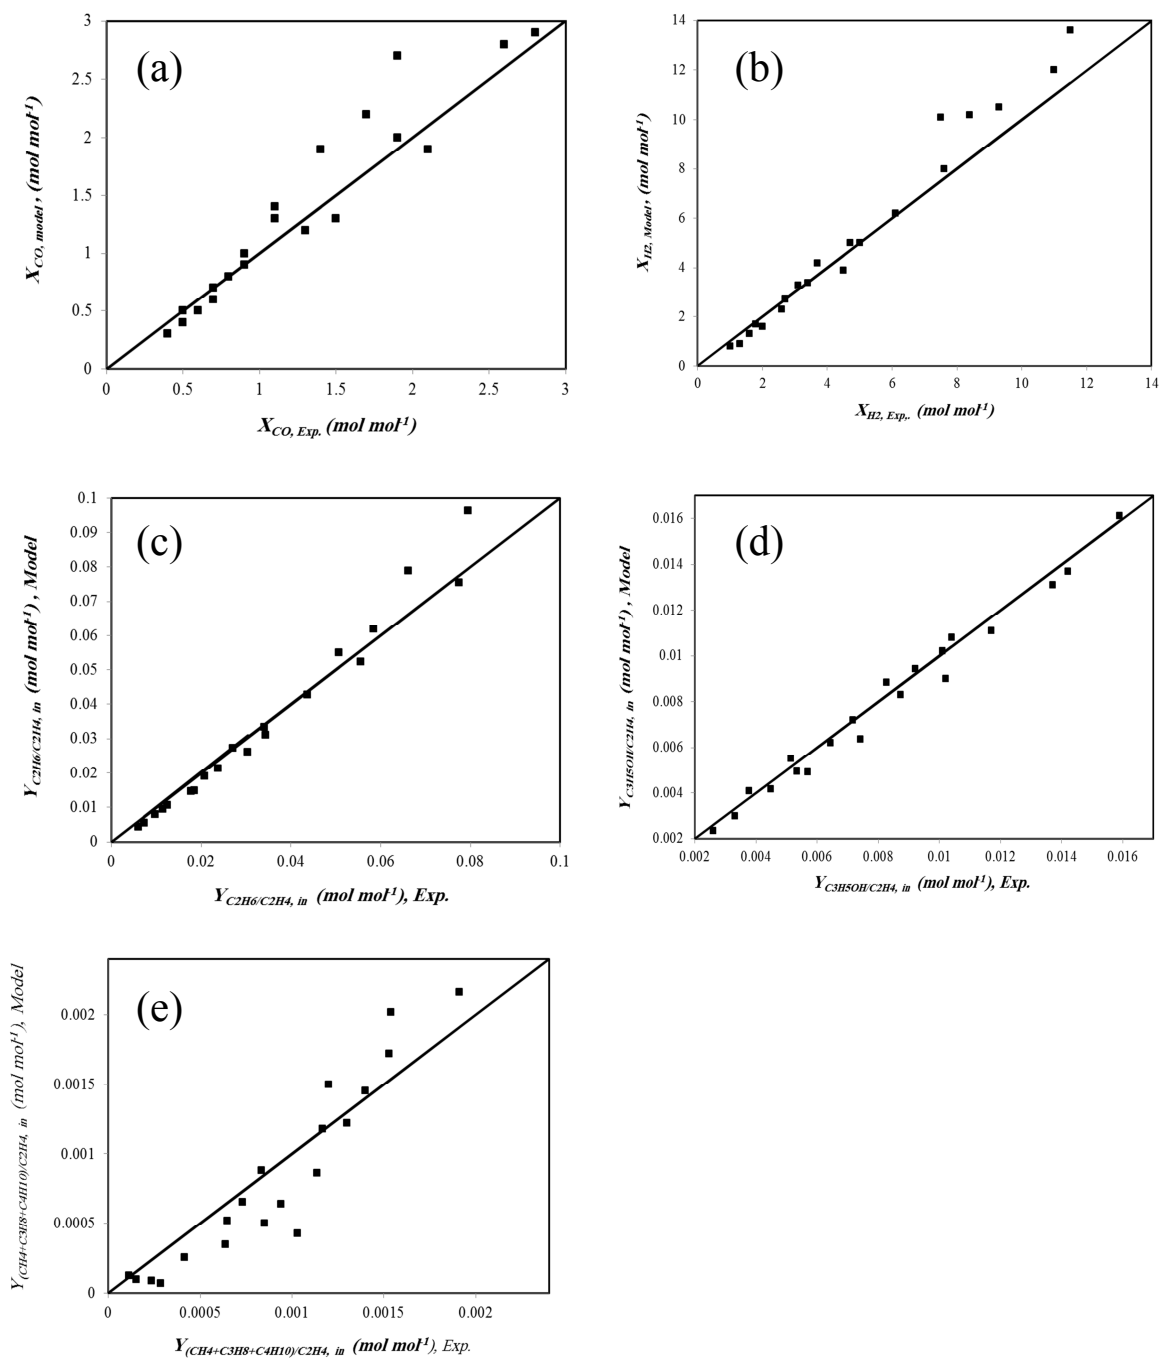 (a)
3
2.5
2
1.5
1
0.5
0
0 0.5 1 1.5 2 2.5 3
X_CO, model, (mol mol⁻¹)
X_CO, Exp. (mol mol⁻¹)
(b)
14
12
10
8
6
4
2
0
0 2 4 6 8 10 12 14
X_H2, Model, (mol mol⁻¹)
X_H2, Exp,. (mol mol⁻¹)
(c)
0.1
0.09
0.08
0.07
0.06
0.05
0.04
0.03
0.02
0.01
0
0 0.02 0.04 0.06 0.08 0.1
Y_C2H6/C2H4, in (mol mol⁻¹), Model
Y_C2H6/C2H4, in (mol mol⁻¹), Exp.
(d)
0.016
0.014
0.012
0.01
0.008
0.006
0.004
0.002
0.002 0.004 0.006 0.008 0.01 0.012 0.014 0.016
Y_C3H5OH/C2H4, in (mol mol⁻¹), Model
Y_C3H5OH/C2H4, in (mol mol⁻¹), Exp.
(e)
0.002
0.0015
0.001
0.0005
0
0 0.0005 0.001 0.0015 0.002
Y_(CH4+C3H8+C4H10)/C2H4, in (mol mol⁻¹), Model
Y_(CH4+C3H8+C4H10)/C2H4, in (mol mol⁻¹), Exp.